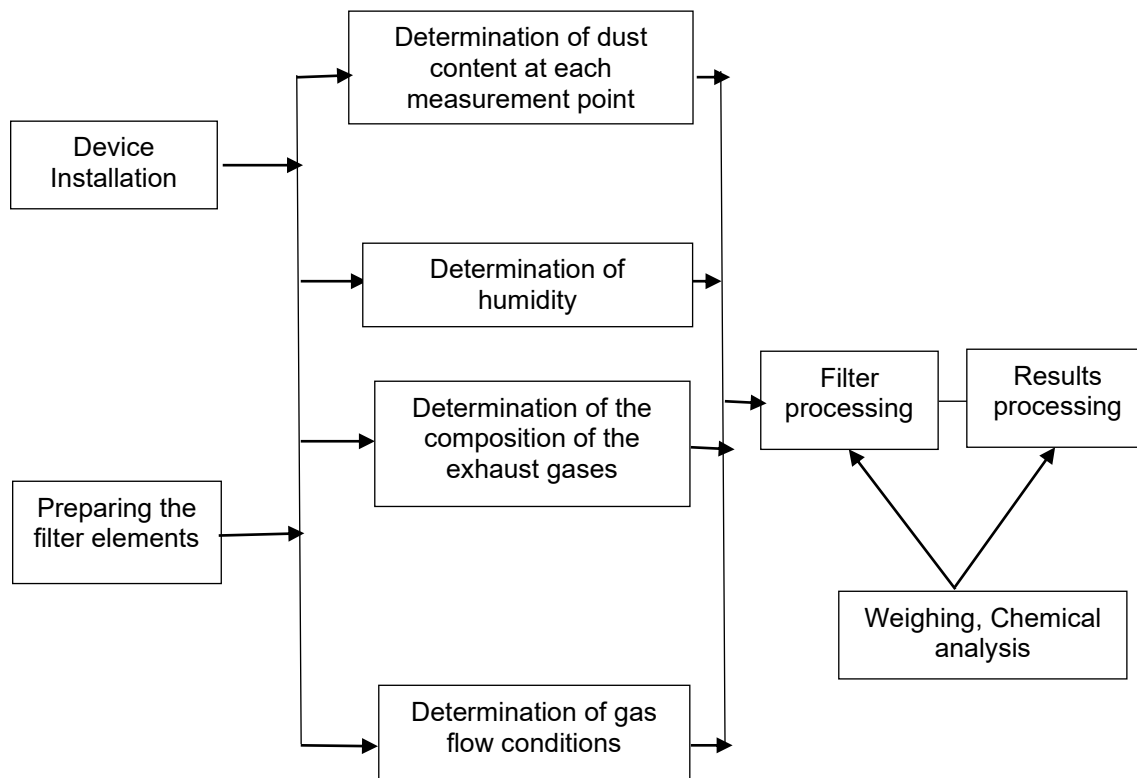 Device
Installation
Preparing the
filter elements
Determination of dust
content at each
measurement point
Determination of
humidity
Determination of the
composition of the
exhaust gases
Determination of gas
flow conditions
Filter
processing
Results
processing
Weighing, Chemical
analysis